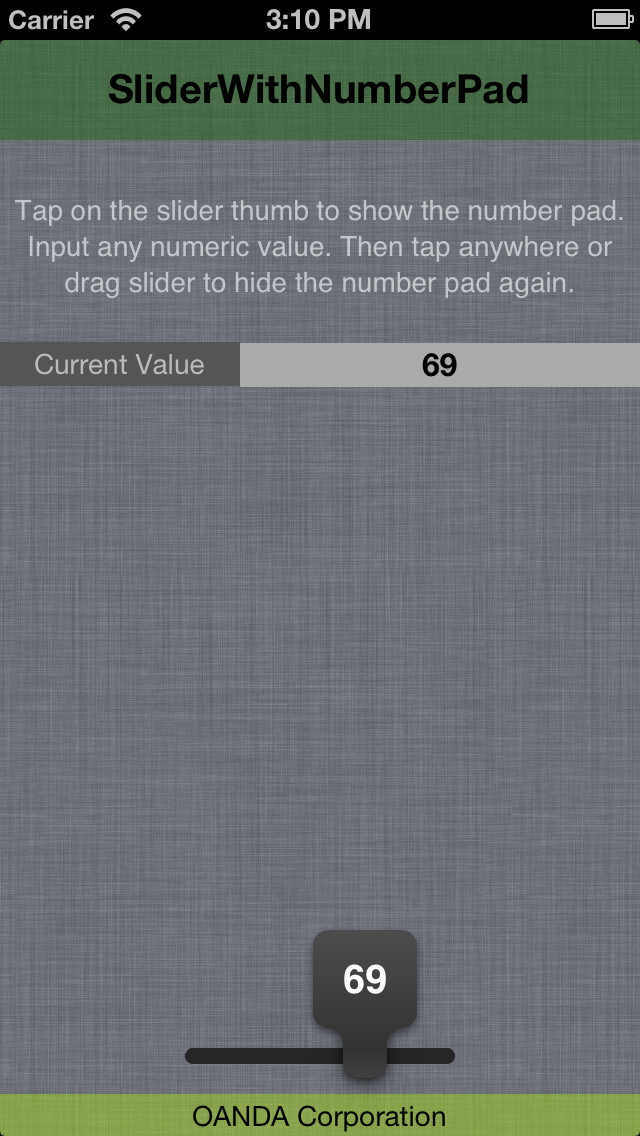 Carrier 3:10 PM
SliderWithNumberPad
Tap on the slider thumb to show the number pad.
Input any numeric value. Then tap anywhere or
drag slider to hide the number pad again.
Current Value 69
69
OANDA Corporation